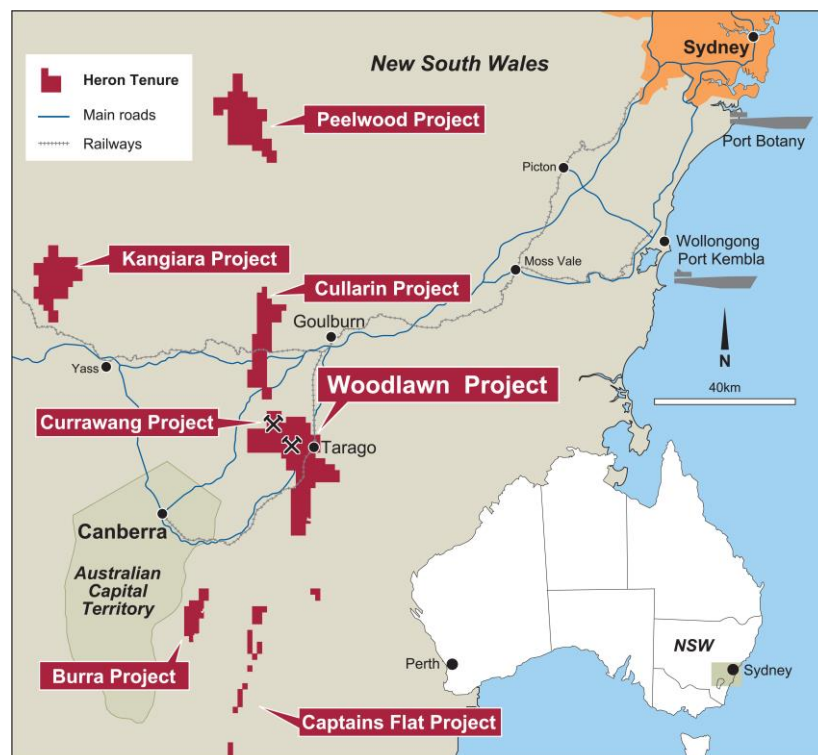 Heron Tenure
Main roads
Railways
New South Wales
Sydney
Peelwood Project
Port Botany
Picton
Kangiara Project
Wollongong
Port Kembla
Moss Vale
Cullarin Project
Goulburn
N
40km
Yass
Woodlawn Project
Currawang Project
Tarago
Canberra
Australian
Capital
Territory
NSW
Perth
Sydney
Burra Project
Captains Flat Project